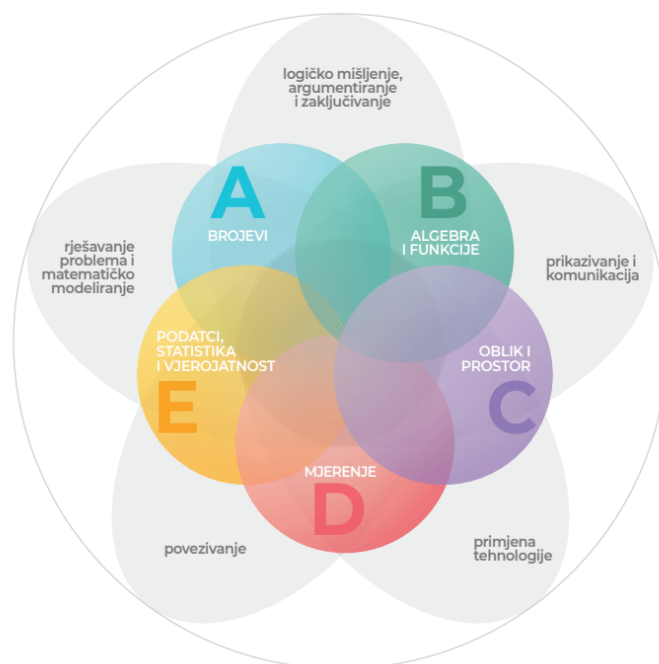 logičko mišljenje,
argumentiranje
i zaključivanje
A
BROJEVI
B
ALGEBRA
I FUNKCIJE
rješavanje
problema i
matematičko
modeliranje
prikazivanje i
komunikacija
PODATCI,
STATISTIKA
I VJEROJATNOST
E
OBLIK I
PROSTOR
C
MJERENJE
D
povezivanje
primjena
tehnologije